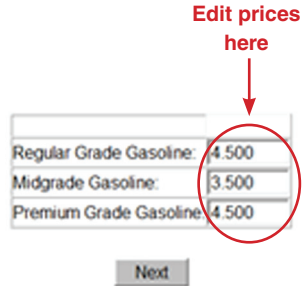 Edit prices
here
Regular Grade Gasoline: 4.500
Midgrade Gasoline: 3.500
Premium Grade Gasoline: 4.500
Next